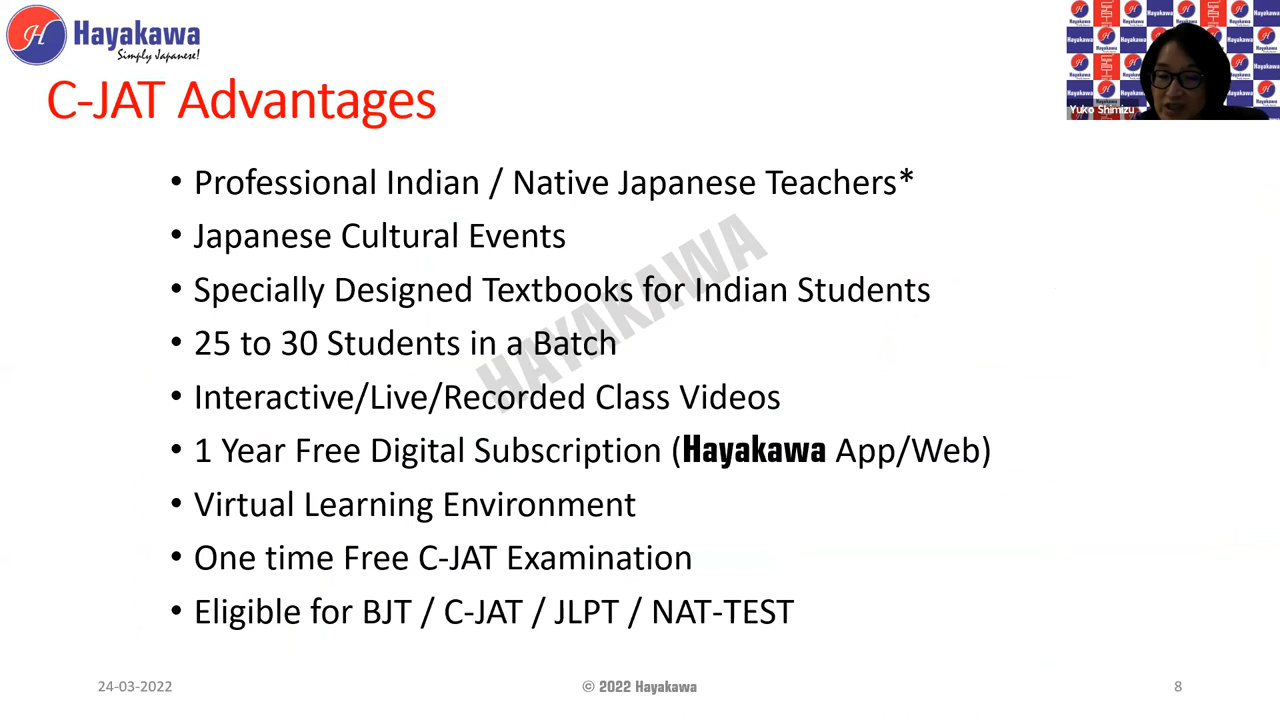 Hayakawa
Simply Japanese!
C-JAT Advantages
Yuko Shimizu
• Professional Indian / Native Japanese Teachers*
• Japanese Cultural Events
• Specially Designed Textbooks for Indian Students
• 25 to 30 Students in a Batch
• Interactive/Live/Recorded Class Videos
• 1 Year Free Digital Subscription (Hayakawa App/Web)
• Virtual Learning Environment
• One time Free C-JAT Examination
• Eligible for BJT / C-JAT / JLPT / NAT-TEST
HAYAKAWA
24-03-2022
© 2022 Hayakawa
8